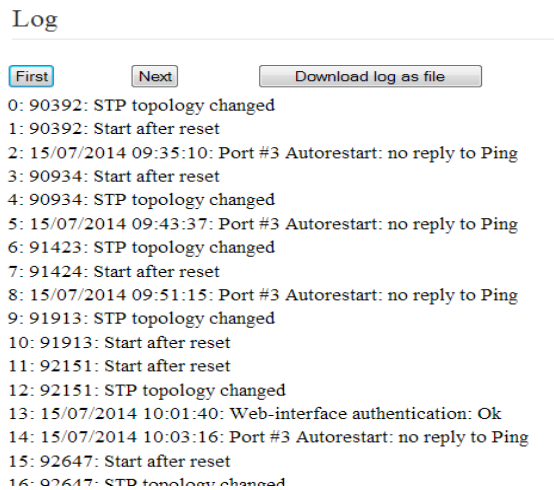 Log
First Next Download log as file
0: 90392: STP topology changed
1: 90392: Start after reset
2: 15/07/2014 09:35:10: Port #3 Autorestart: no reply to Ping
3: 90934: Start after reset
4: 90934: STP topology changed
5: 15/07/2014 09:43:37: Port #3 Autorestart: no reply to Ping
6: 91423: STP topology changed
7: 91424: Start after reset
8: 15/07/2014 09:51:15: Port #3 Autorestart: no reply to Ping
9: 91913: STP topology changed
10: 91913: Start after reset
11: 92151: Start after reset
12: 92151: STP topology changed
13: 15/07/2014 10:01:40: Web-interface authentication: Ok
14: 15/07/2014 10:03:16: Port #3 Autorestart: no reply to Ping
15: 92647: Start after reset
16: 92647: STP topology changed